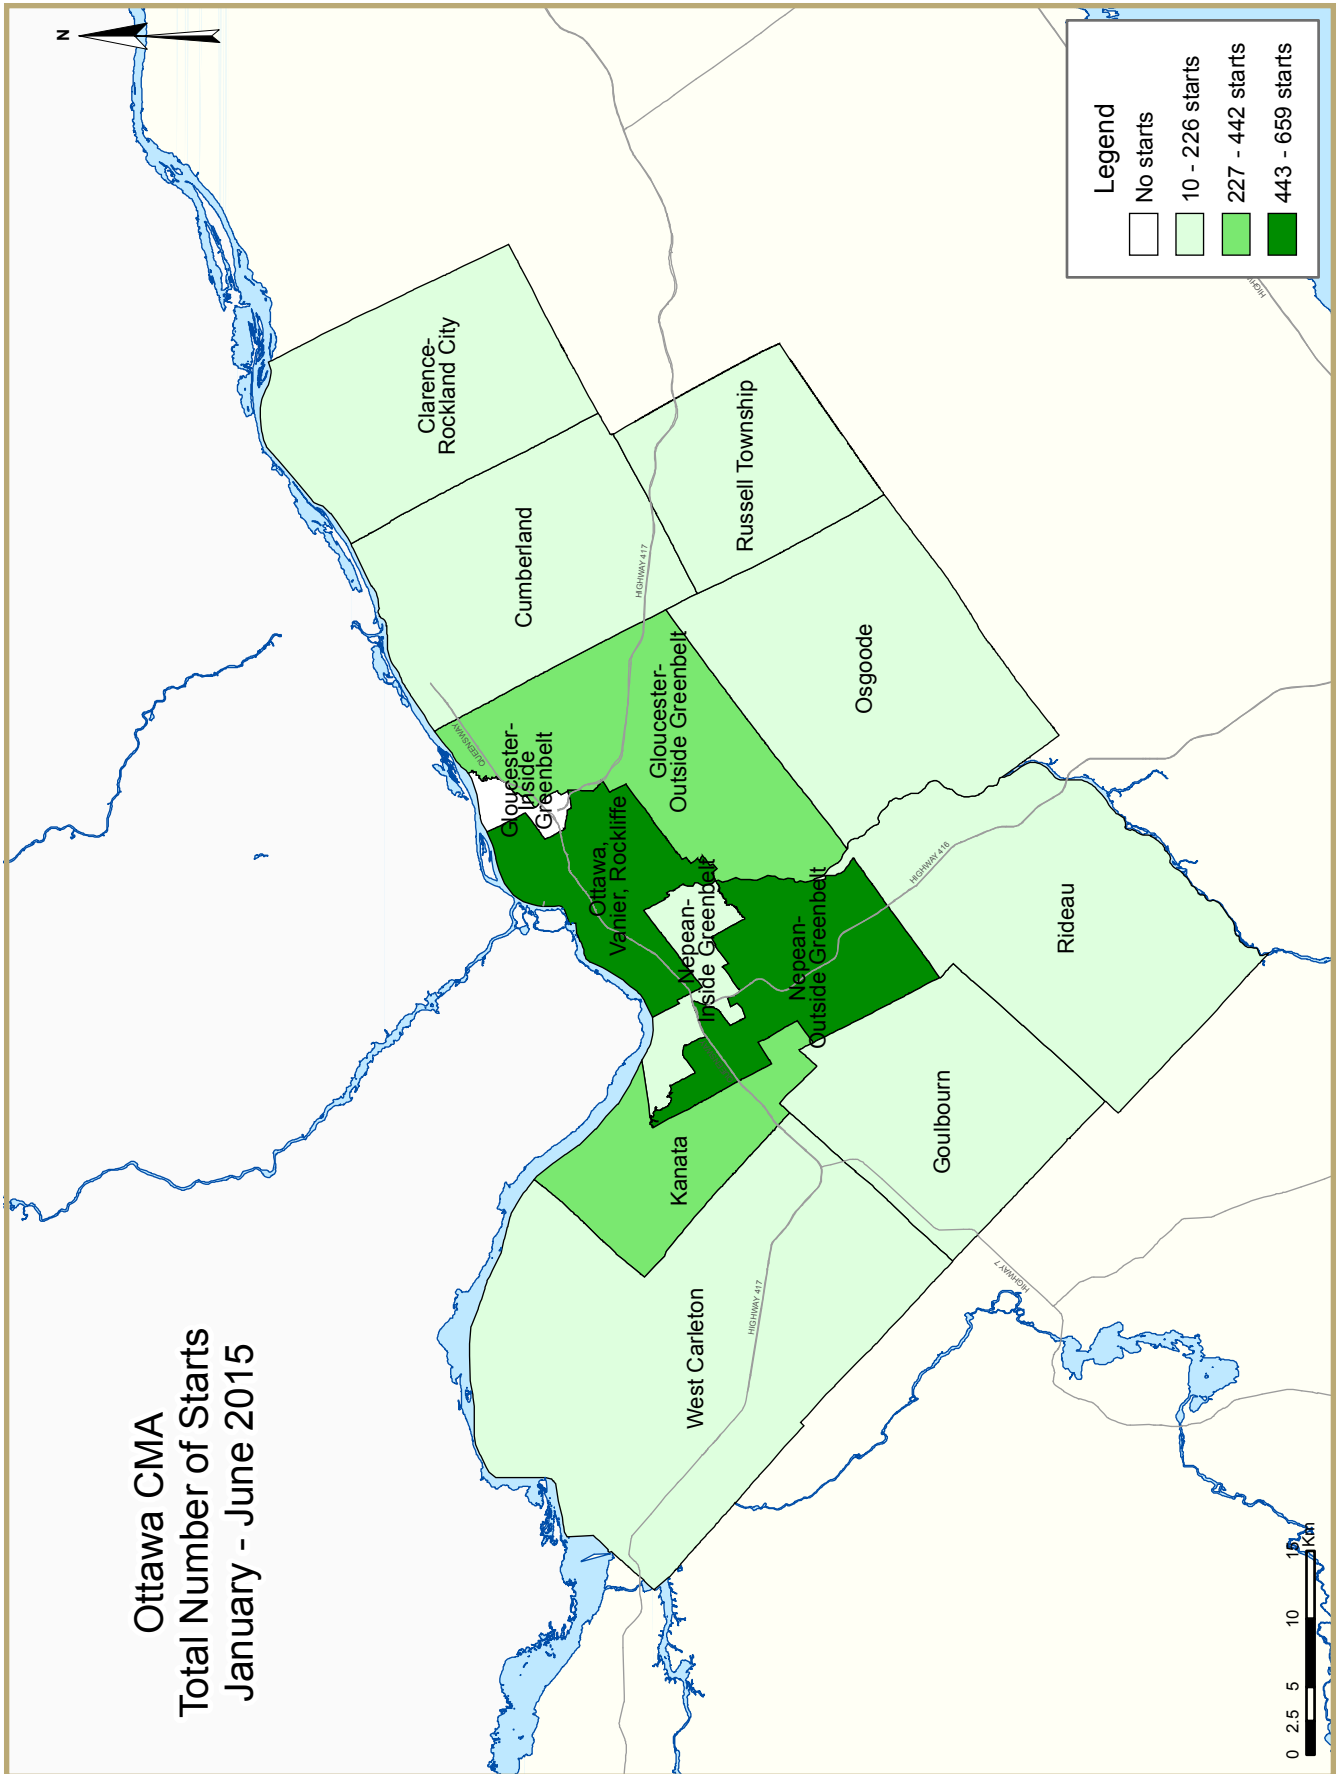 Ottawa CMA
Total Number of Starts
January - June 2015
N
West Carleton
Kanata
Goulbourn
Rideau
Nepean-
Outside Greenbelt
Nepean-
Inside Greenbelt
Ottawa,
Vanier, Rockliffe
Gloucester-
Inside
Greenbelt
Gloucester-
Outside Greenbelt
Osgoode
Cumberland
Russell Township
Clarence-
Rockland City
HIGHWAY 417
HIGHWAY 7
HIGHWAY 416
QUEENSWAY
HIGHWAY 417
HIGHW
Legend
No starts
10 - 226 starts
227 - 442 starts
443 - 659 starts
0 2.5 5 10 15
Km